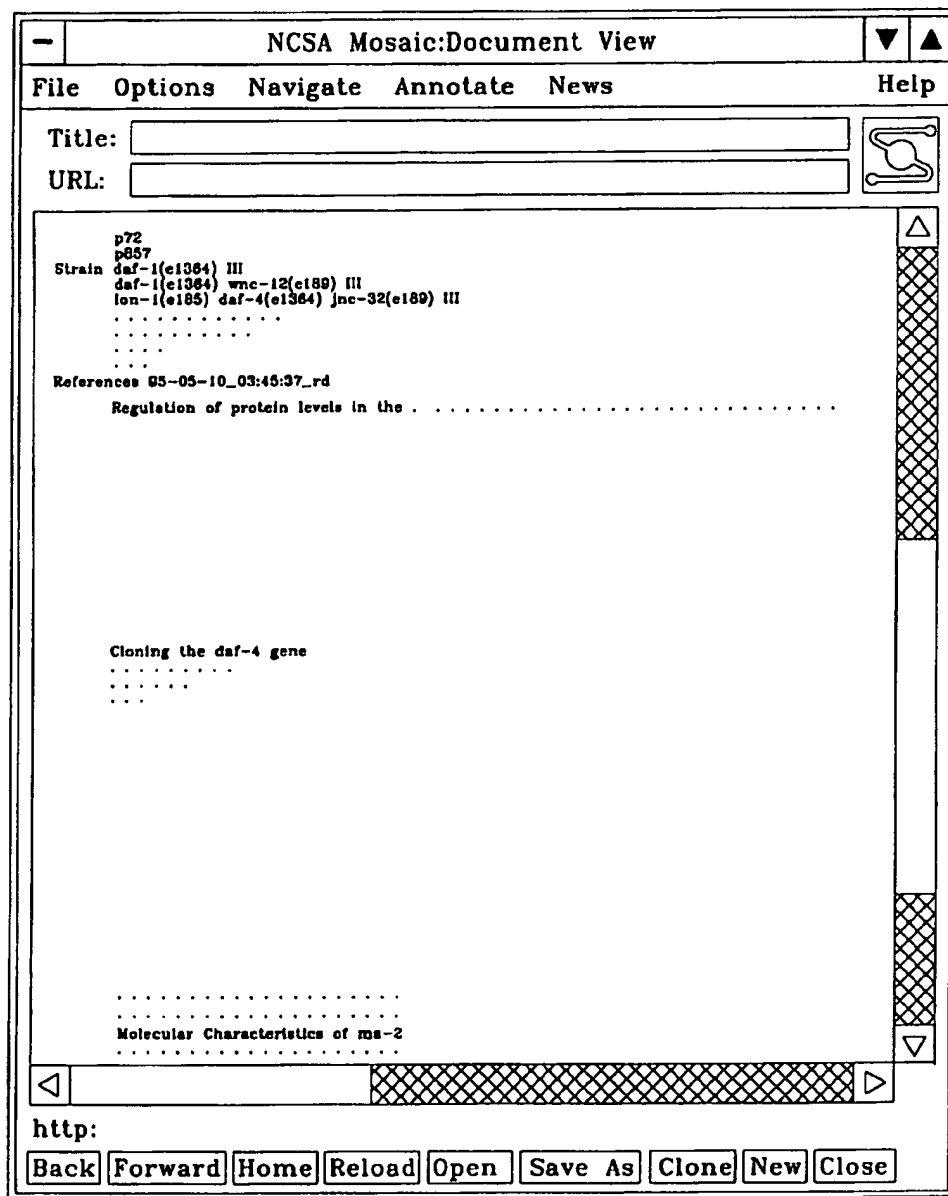 NCSA Mosaic:Document View
File Options Navigate Annotate News Help
Title:
URL:
p72
p857
Strain daf-1(e1364) III
daf-1(e1364) wnc-12(e189) III
lon-1(e185) daf-4(e1364) jnc-32(e189) III
. . . . . . . . . . . .
. . . . . . . . . .
. . . .
. . .
References 95-05-10_03:45:37_rd
Regulation of protein levels in the . . . . . . . . . . . . . . . . . . . . . . . . . . . . .
Cloning the daf-4 gene
. . . . . . . . .
. . . . . .
. . .
. . . . . . . . . . . . . . . . . . . .
. . . . . . . . . . . . . . . . . . . .
Molecular Characteristics of ms-2
. . . . . . . . . . . . . . . . . . . .
http:
Back Forward Home Reload Open Save As Clone New Close